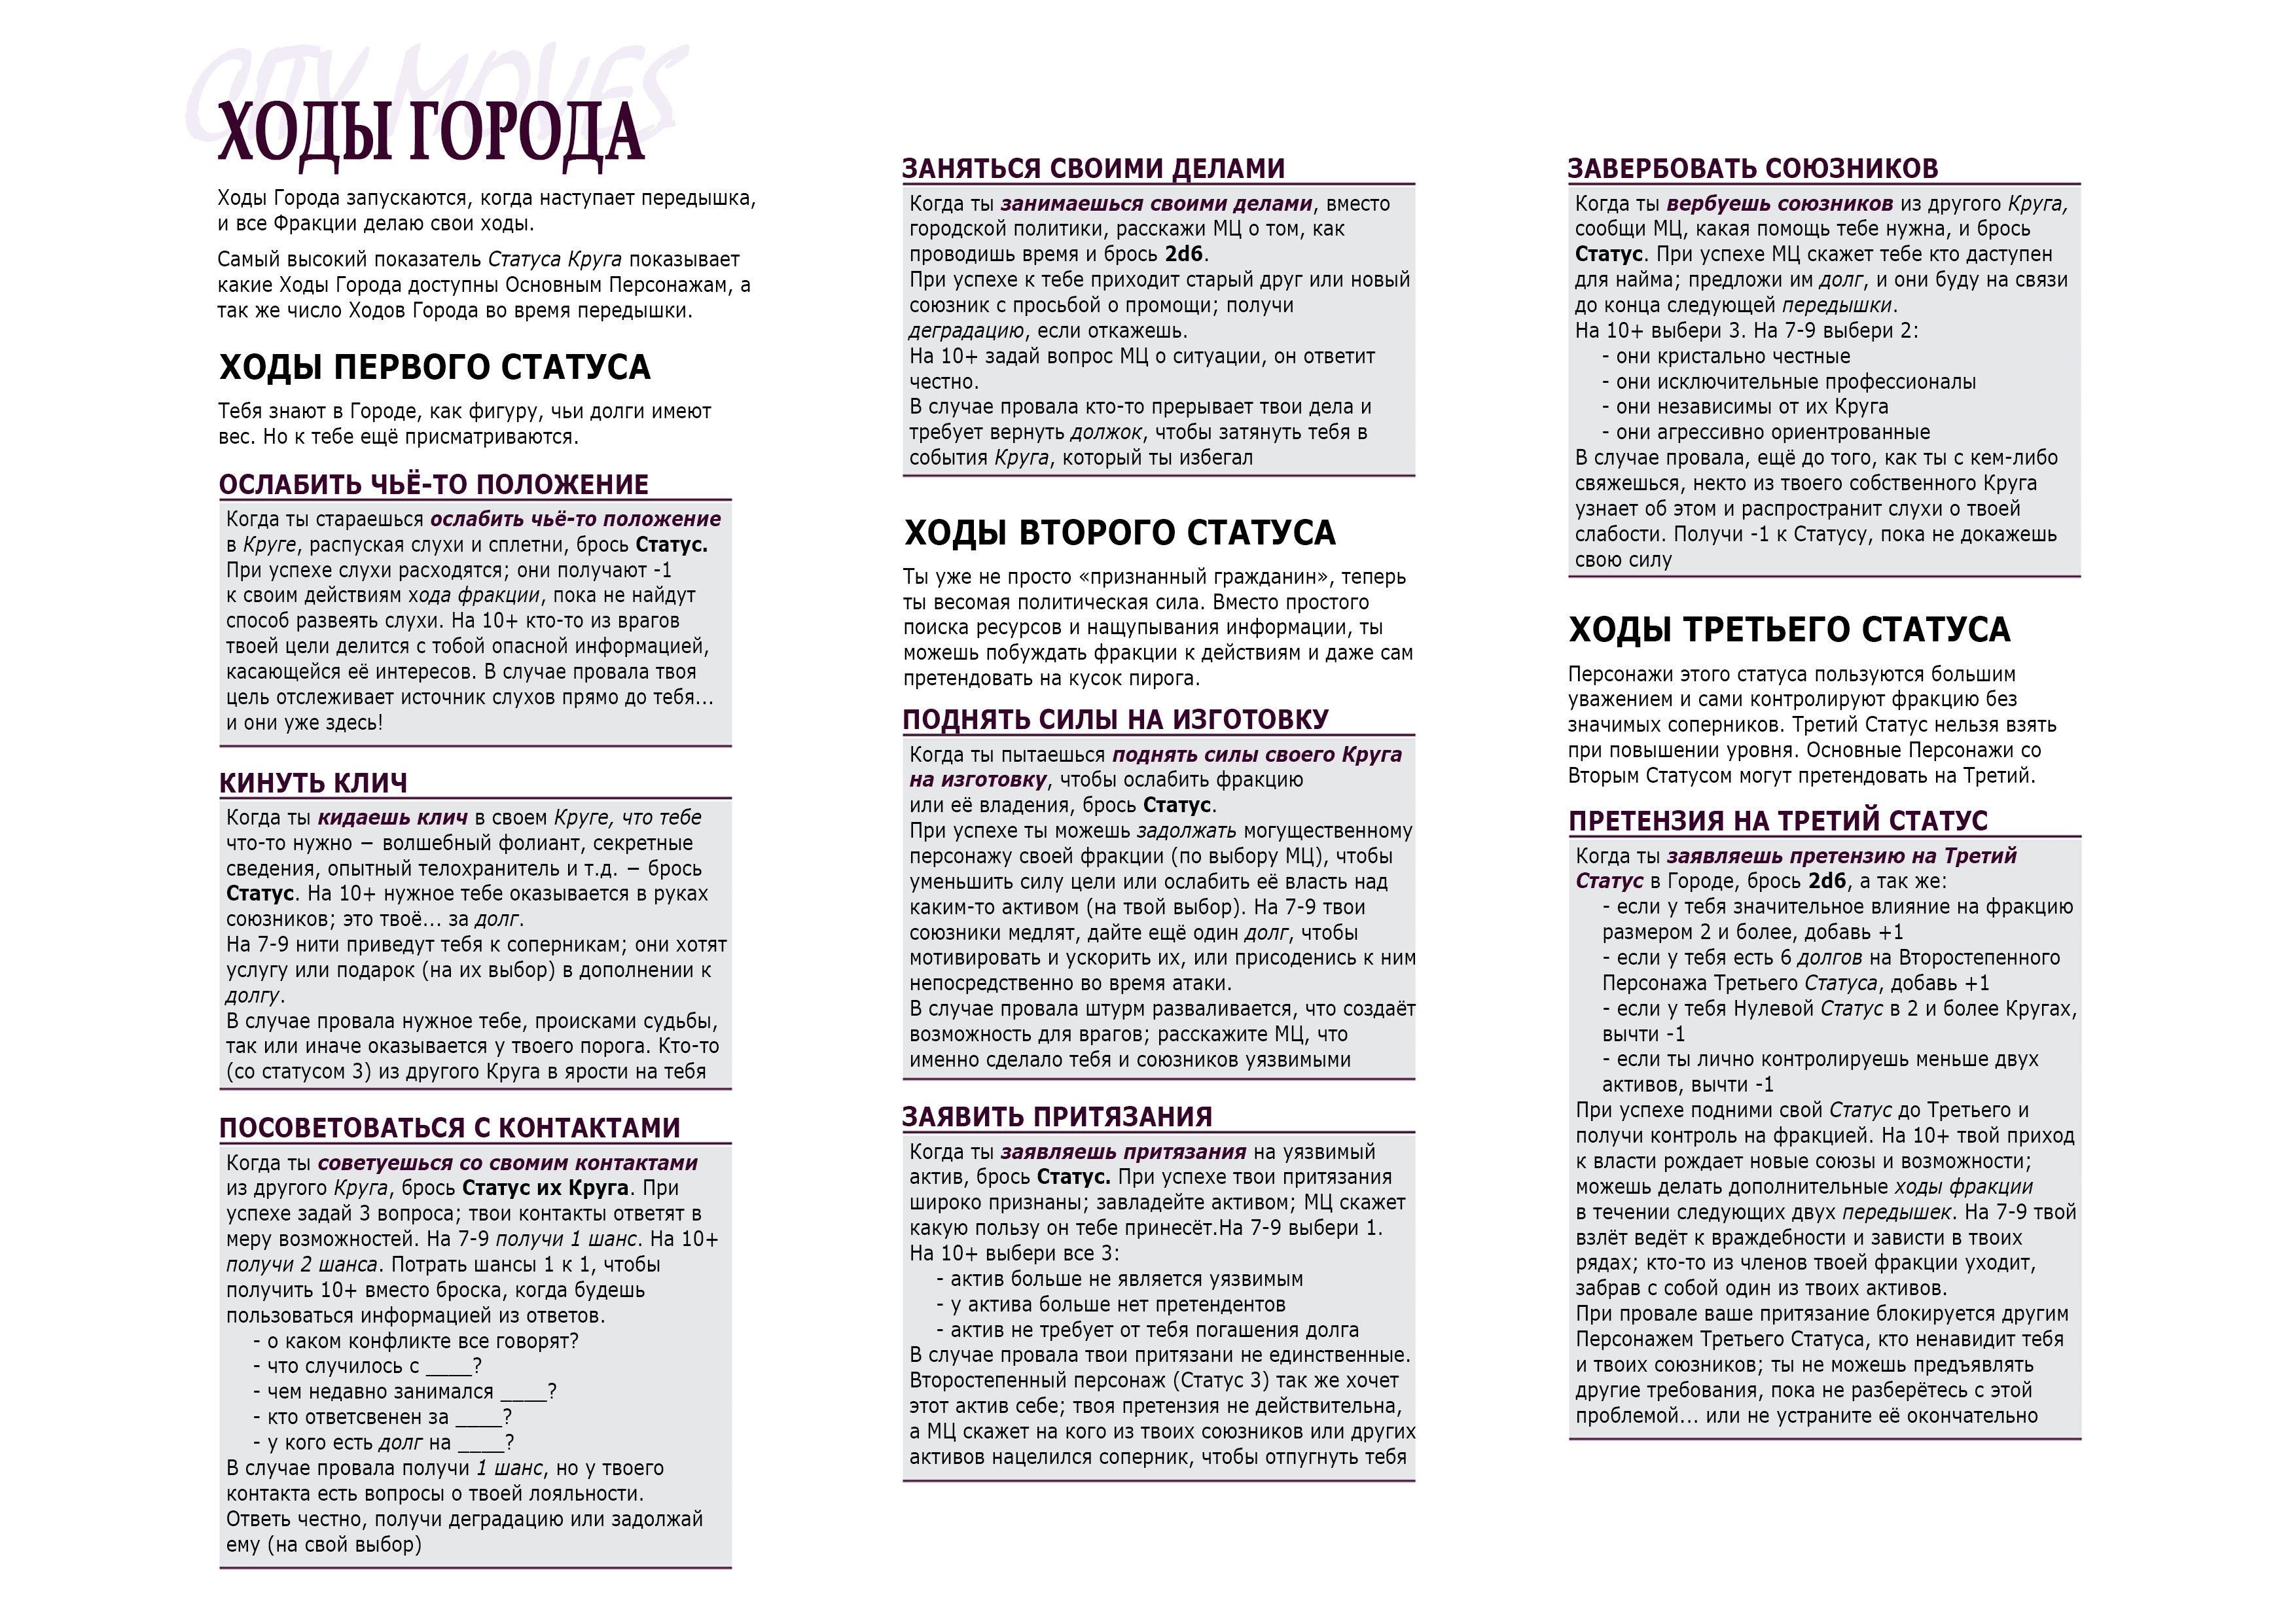 CITY MOVES
ХОДЫ ГОРОДА
Ходы Города запускаются, когда наступает передышка,
и все Фракции делаю свои ходы.
Самый высокий показатель Статуса Круга показывает
какие Ходы Города доступны Основным Персонажам, а
так же число Ходов Города во время передышки.
ХОДЫ ПЕРВОГО СТАТУСА
Тебя знают в Городе, как фигуру, чьи долги имеют
вес. Но к тебе ещё присматриваются.
ОСЛАБИТЬ ЧЬЁ-ТО ПОЛОЖЕНИЕ
Когда ты стараешься ослабить чьё-то положение
в Круге, распуская слухи и сплетни, брось Статус.
При успехе слухи расходятся; они получают -1
к своим действиям хода фракции, пока не найдут
способ развеять слухи. На 10+ кто-то из врагов
твоей цели делится с тобой опасной информацией,
касающейся её интересов. В случае провала твоя
цель отслеживает источник слухов прямо до тебя...
и они уже здесь!
КИНУТЬ КЛИЧ
Когда ты кидаешь клич в своем Круге, что тебе
что-то нужно – волшебный фолиант, секретные
сведения, опытный телохранитель и т.д. – брось
Статус. На 10+ нужное тебе оказывается в руках
союзников; это твоё... за долг.
На 7-9 нити приведут тебя к соперникам; они хотят
услугу или подарок (на их выбор) в дополнении к
долгу.
В случае провала нужное тебе, происками судьбы,
так или иначе оказывается у твоего порога. Кто-то
(со статусом 3) из другого Круга в ярости на тебя
ПОСОВЕТОВАТЬСЯ С КОНТАКТАМИ
Когда ты советуешься со свомим контактами
из другого Круга, брось Статус их Круга. При
успехе задай 3 вопроса; твои контакты ответят в
меру возможностей. На 7-9 получи 1 шанс. На 10+
получи 2 шанса. Потрать шансы 1 к 1, чтобы
получить 10+ вместо броска, когда будешь
пользоваться информацией из ответов.
- о каком конфликте все говорят?
- что случилось с ____?
- чем недавно занимался ____?
- кто ответсвенен за ____?
- у кого есть долг на ____?
В случае провала получи 1 шанс, но у твоего
контакта есть вопросы о твоей лояльности.
Ответь честно, получи деградацию или задолжай
ему (на свой выбор)
ЗАНЯТЬСЯ СВОИМИ ДЕЛАМИ
Когда ты занимаешься своими делами, вместо
городской политики, расскажи МЦ о том, как
проводишь время и брось 2d6.
При успехе к тебе приходит старый друг или новый
союзник с просьбой о промощи; получи
деградацию, если откажешь.
На 10+ задай вопрос МЦ о ситуации, он ответит
честно.
В случае провала кто-то прерывает твои дела и
требует вернуть должок, чтобы затянуть тебя в
события Круга, который ты избегал
ХОДЫ ВТОРОГО СТАТУСА
Ты уже не просто «признанный гражданин», теперь
ты весомая политическая сила. Вместо простого
поиска ресурсов и нащупывания информации, ты
можешь побуждать фракции к действиям и даже сам
претендовать на кусок пирога.
ПОДНЯТЬ СИЛЫ НА ИЗГОТОВКУ
Когда ты пытаешься поднять силы своего Круга
на изготовку, чтобы ослабить фракцию
или её владения, брось Статус.
При успехе ты можешь задолжать могущественному
персонажу своей фракции (по выбору МЦ), чтобы
уменьшить силу цели или ослабить её власть над
каким-то активом (на твой выбор). На 7-9 твои
союзники медлят, дайте ещё один долг, чтобы
мотивировать и ускорить их, или присоденись к ним
непосредственно во время атаки.
В случае провала штурм разваливается, что создаёт
возможность для врагов; расскажите МЦ, что
именно сделало тебя и союзников уязвимыми
ЗАЯВИТЬ ПРИТЯЗАНИЯ
Когда ты заявляешь притязания на уязвимый
актив, брось Статус. При успехе твои притязания
широко признаны; завладейте активом; МЦ скажет
какую пользу он тебе принесёт.На 7-9 выбери 1.
На 10+ выбери все 3:
- актив больше не является уязвимым
- у актива больше нет претендентов
- актив не требует от тебя погашения долга
В случае провала твои притязани не единственные.
Второстепенный персонаж (Статус 3) так же хочет
этот актив себе; твоя претензия не действительна,
а МЦ скажет на кого из твоих союзников или других
активов нацелился соперник, чтобы отпугнуть тебя
ЗАВЕРБОВАТЬ СОЮЗНИКОВ
Когда ты вербуешь союзников из другого Круга,
сообщи МЦ, какая помощь тебе нужна, и брось
Статус. При успехе МЦ скажет тебе кто доступен
для найма; предложи им долг, и они буду на связи
до конца следующей передышки.
На 10+ выбери 3. На 7-9 выбери 2:
- они кристально честные
- они исключительные профессионалы
- они независимы от их Круга
- они агрессивно ориентрованные
В случае провала, ещё до того, как ты с кем-либо
свяжешься, некто из твоего собственного Круга
узнает об этом и распространит слухи о твоей
слабости. Получи -1 к Статусу, пока не докажешь
свою силу
ХОДЫ ТРЕТЬЕГО СТАТУСА
Персонажи этого статуса пользуются большим
уважением и сами контролируют фракцию без
значимых соперников. Третий Статус нельзя взять
при повышении уровня. Основные Персонажи со
Вторым Статусом могут претендовать на Третий.
ПРЕТЕНЗИЯ НА ТРЕТИЙ СТАТУС
Когда ты заявляешь претензию на Третий
Статус в Городе, брось 2d6, а так же:
- если у тебя значительное влияние на фракцию
размером 2 и более, добавь +1
- если у тебя есть 6 долгов на Второстепенного
Персонажа Третьего Статуса, добавь +1
- если у тебя Нулевой Статус в 2 и более Кругах,
вычти -1
- если ты лично контролируешь меньше двух
активов, вычти -1
При успехе подними свой Статус до Третьего и
получи контроль на фракцией. На 10+ твой приход
к власти рождает новые союзы и возможности;
можешь делать дополнительные ходы фракции
в течении следующих двух передышек. На 7-9 твой
взлёт ведёт к враждебности и зависти в твоих
рядах; кто-то из членов твоей фракции уходит,
забрав с собой один из твоих активов.
При провале ваше притязание блокируется другим
Персонажем Третьего Статуса, кто ненавидит тебя
и твоих союзников; ты не можешь предъявлять
другие требования, пока не разберётесь с этой
проблемой... или не устраните её окончательно